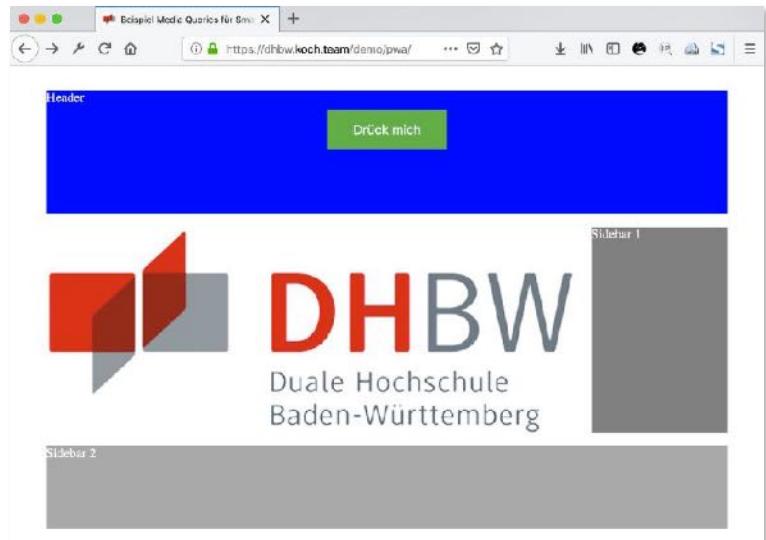 Beispiel Media Queries für Sma
https://dhbw.koch.team/demo/pwa/
Header
Drück mich
Sidebar 1
DHBW
Duale Hochschule
Baden-Württemberg
Sidebar 2